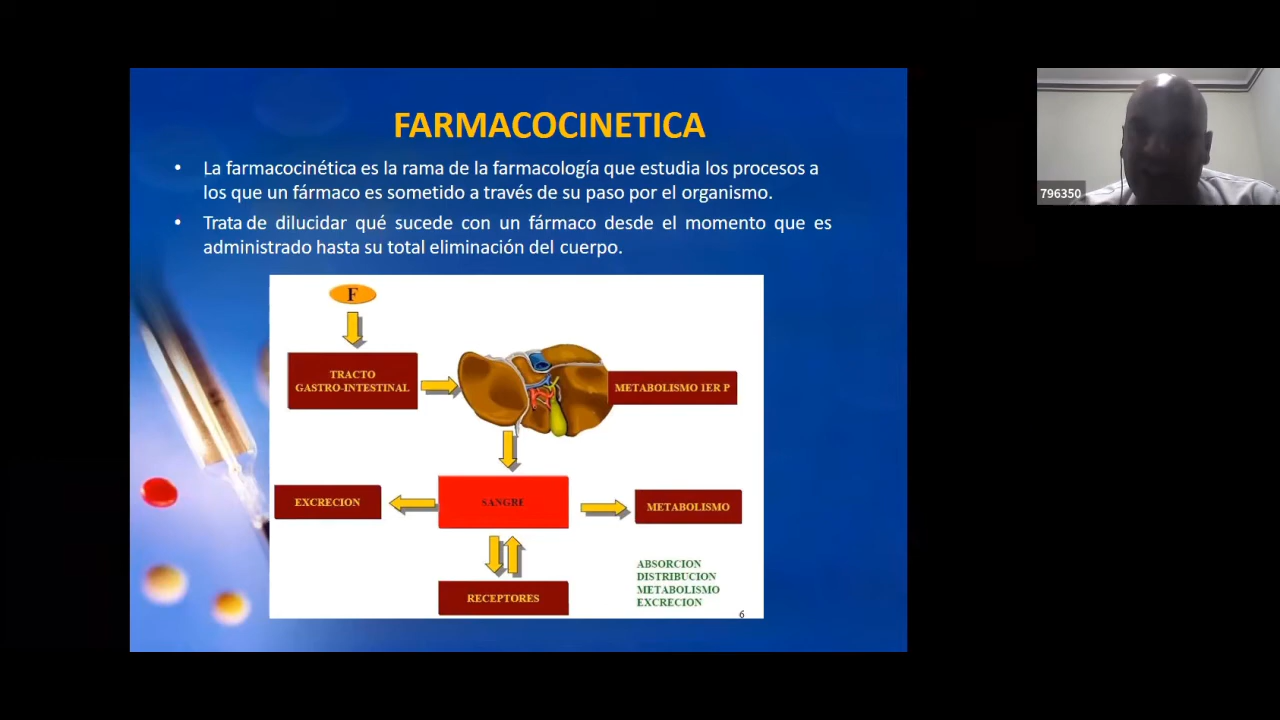 FARMACOCINETICA
• La farmacocinética es la rama de la farmacología que estudia los procesos a
los que un fármaco es sometido a través de su paso por el organismo.
• Trata de dilucidar qué sucede con un fármaco desde el momento que es
administrado hasta su total eliminación del cuerpo.
F
TRACTO
GASTRO-INTESTINAL
METABOLISMO 1ER P
EXCRECION
SANGRE
METABOLISMO
RECEPTORES
ABSORCION
DISTRIBUCION
METABOLISMO
EXCRECION
6
796350